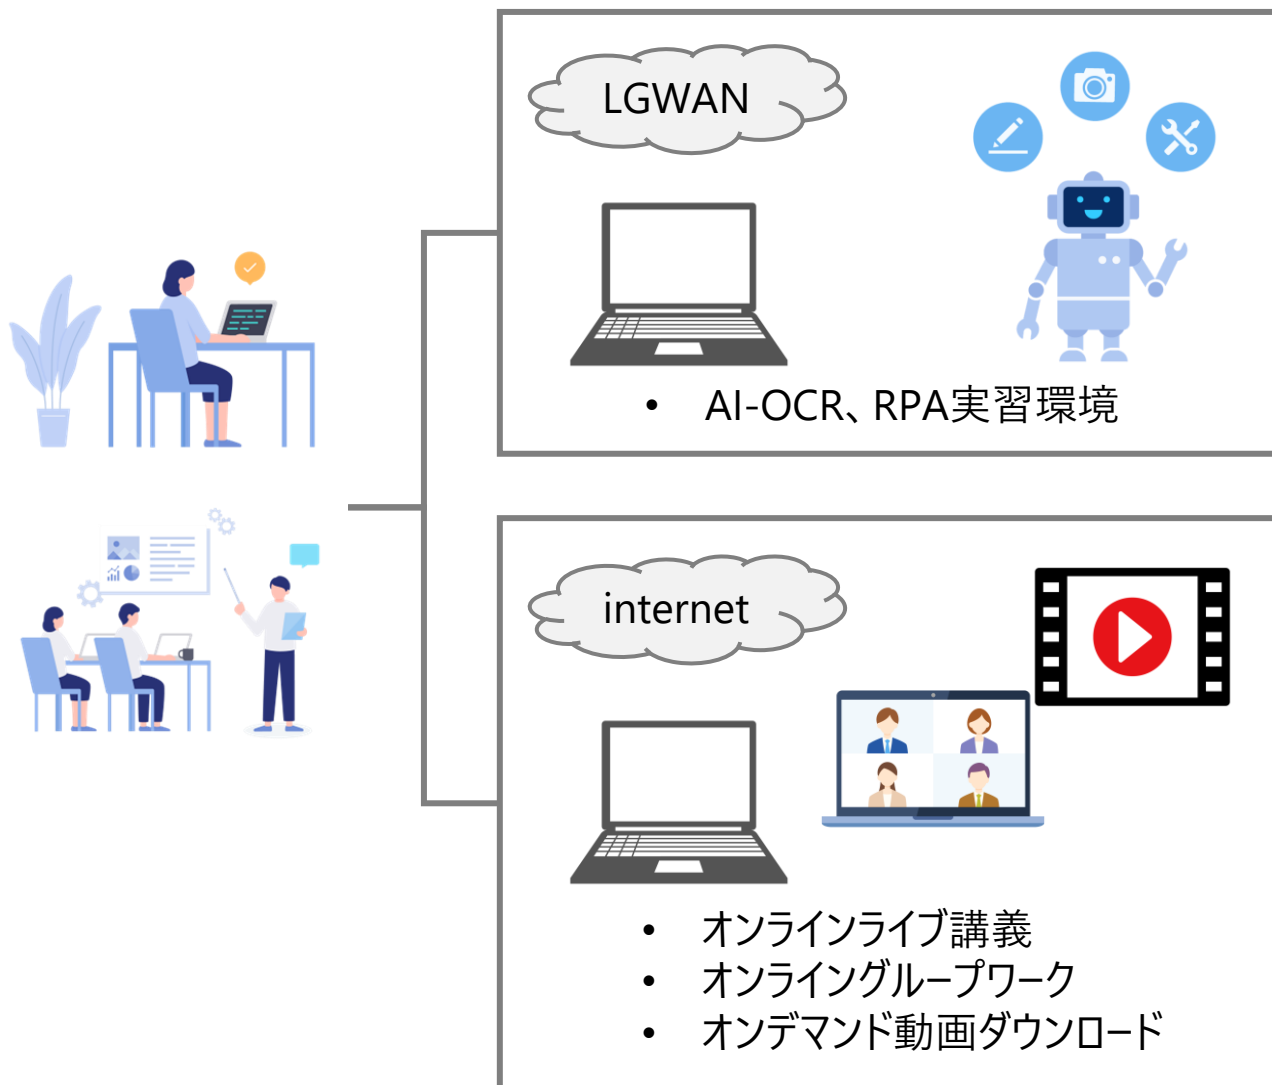 LGWAN
• AI-OCR、RPA実習環境
internet
• オンラインライブ講義
• オンライングループワーク
• オンデマンド動画ダウンロード